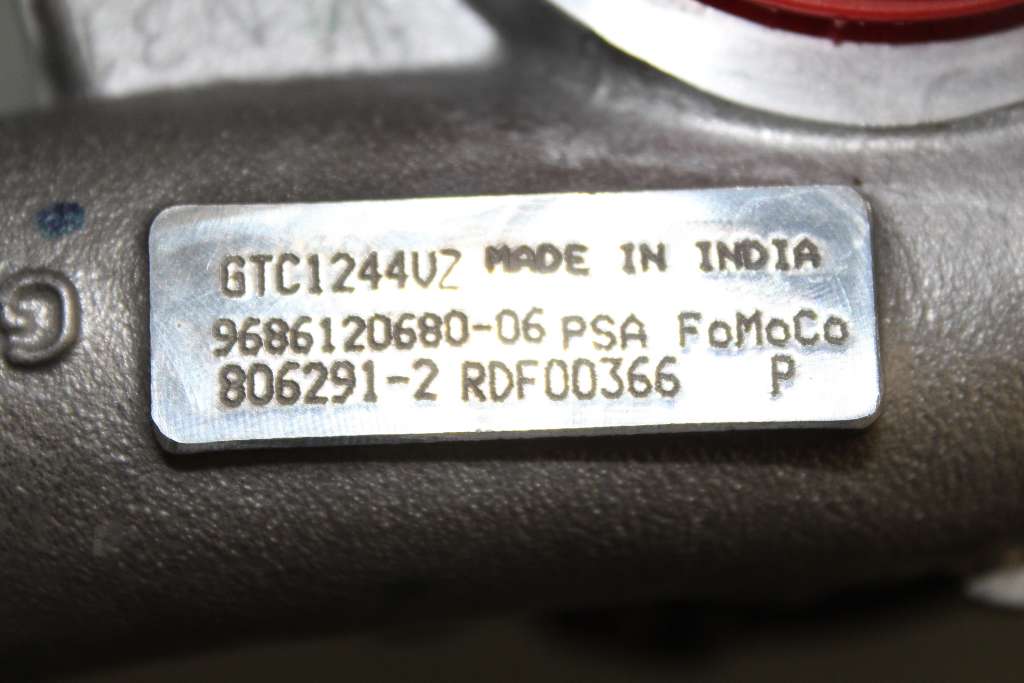 GTC1244VZ MADE IN INDIA
9686120680-06 PSA FoMoCo
806291-2 RDF00366 P
G